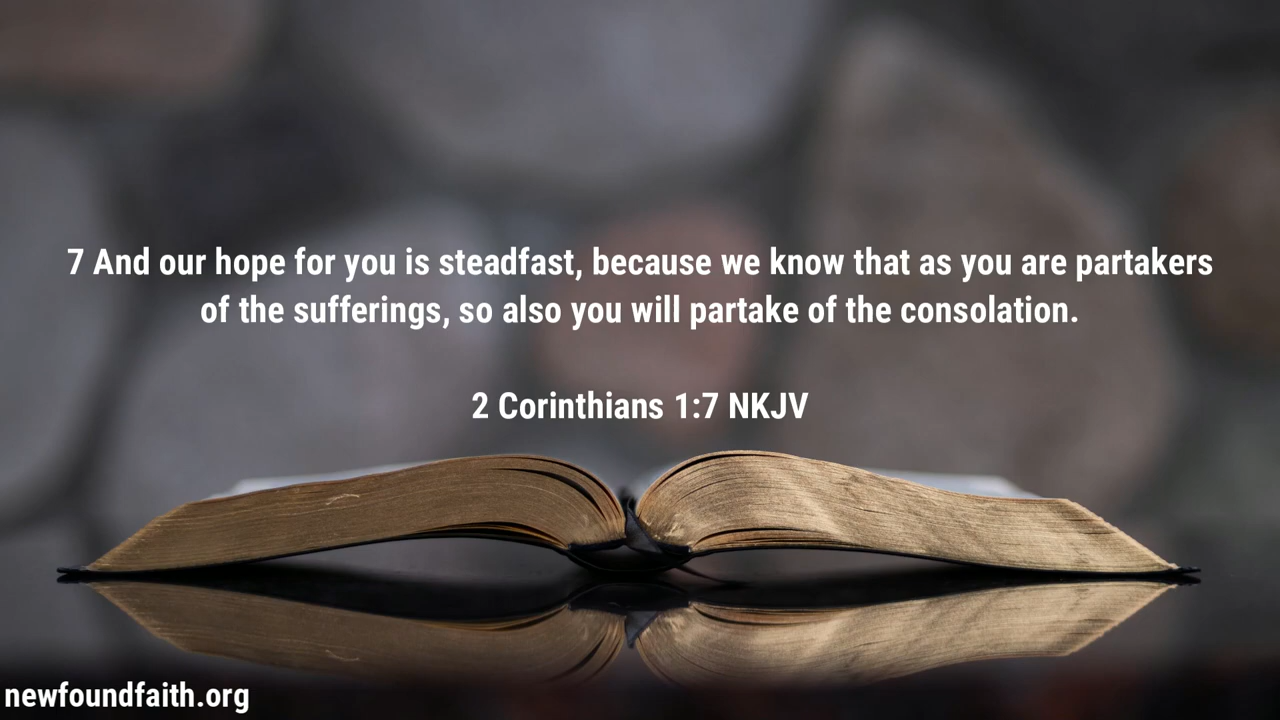 7 And our hope for you is steadfast, because we know that as you are partakers
of the sufferings, so also you will partake of the consolation.
2 Corinthians 1:7 NKJV
newfoundfaith.org